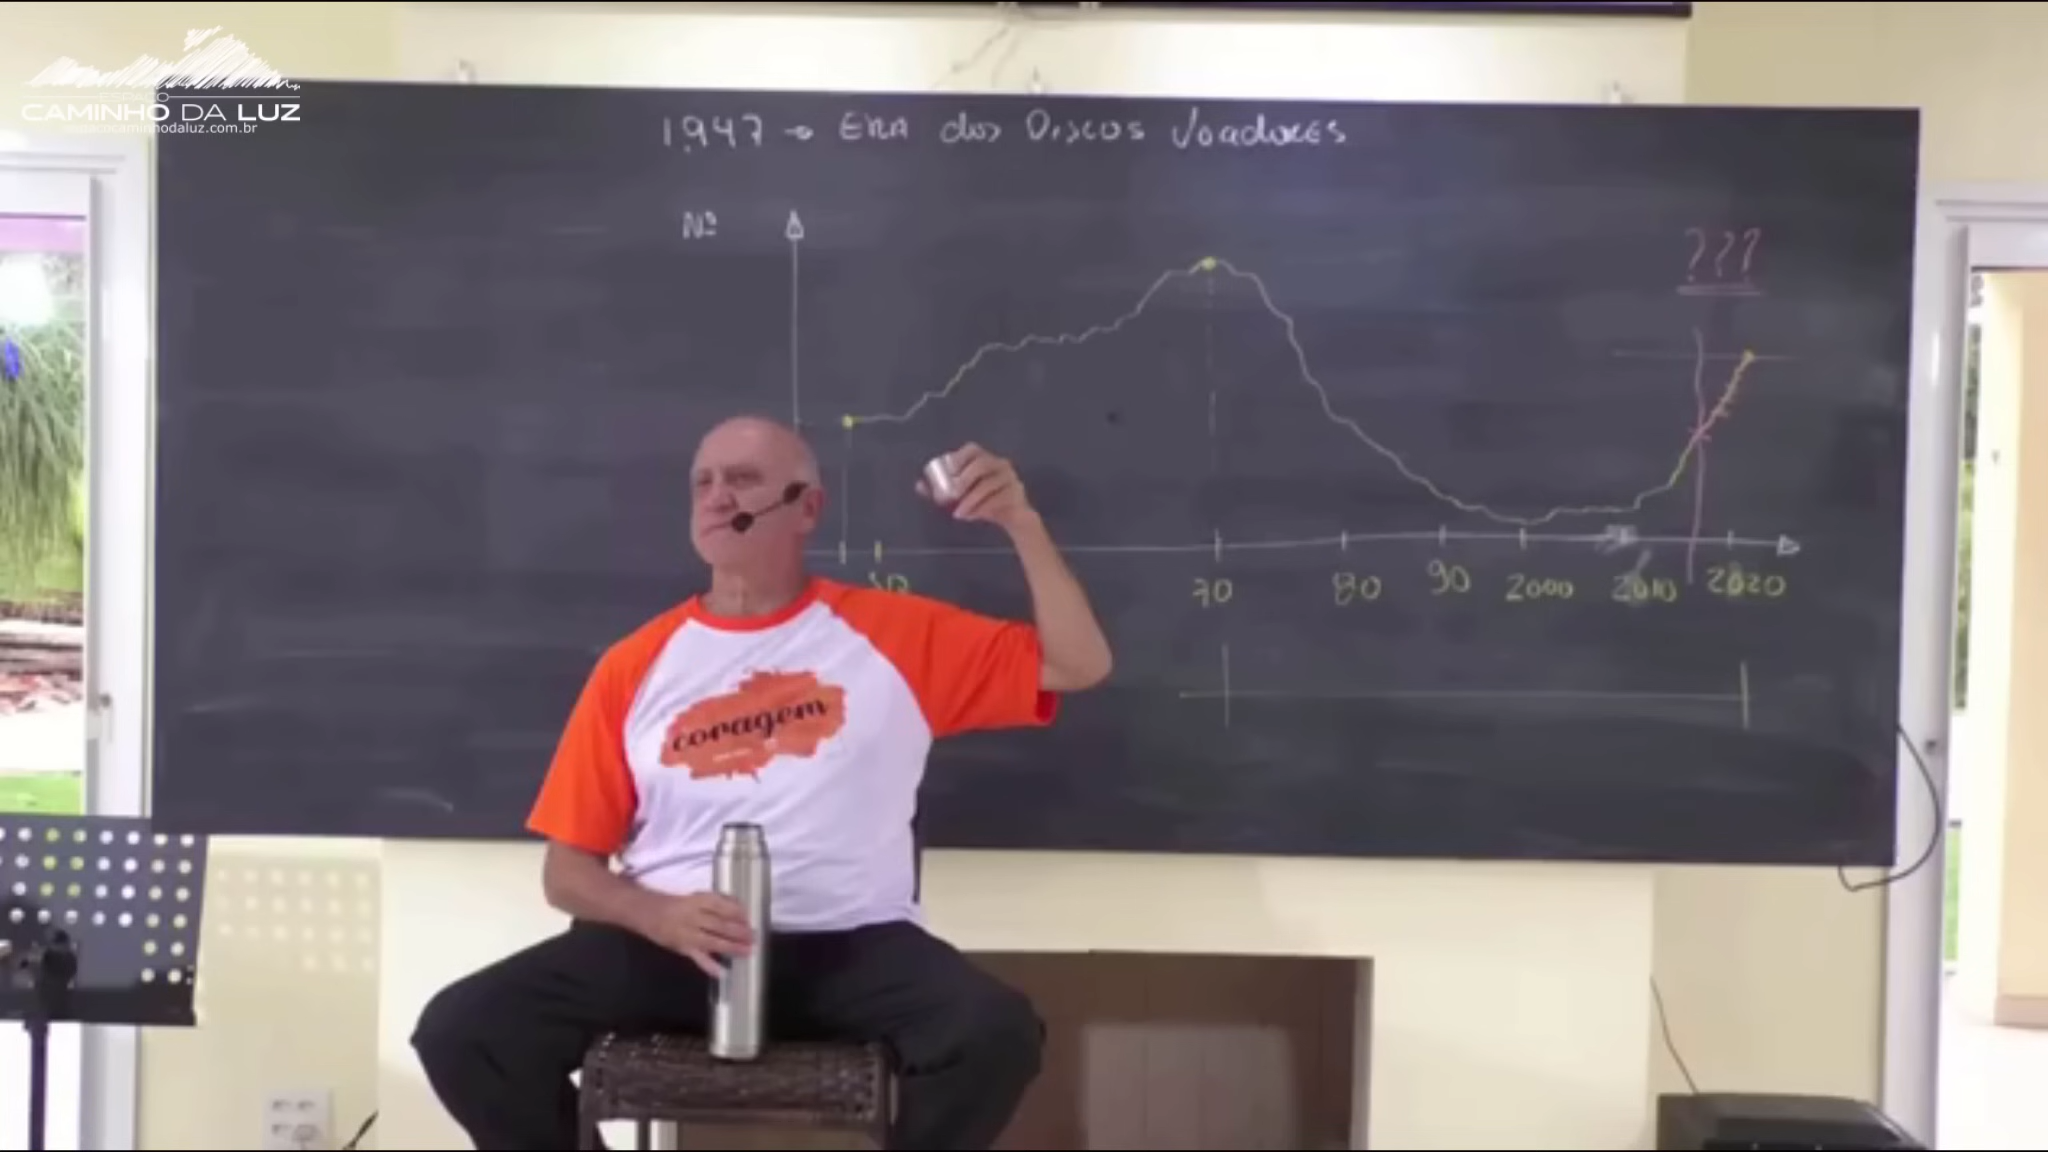 ESPAÇO
CAMINHO DA LUZ
espacocaminhodaluz.com.br
1947 → ERA dos Discos Voadores
Nº
???
50 70 80 90 2000 2010 2020
coragem